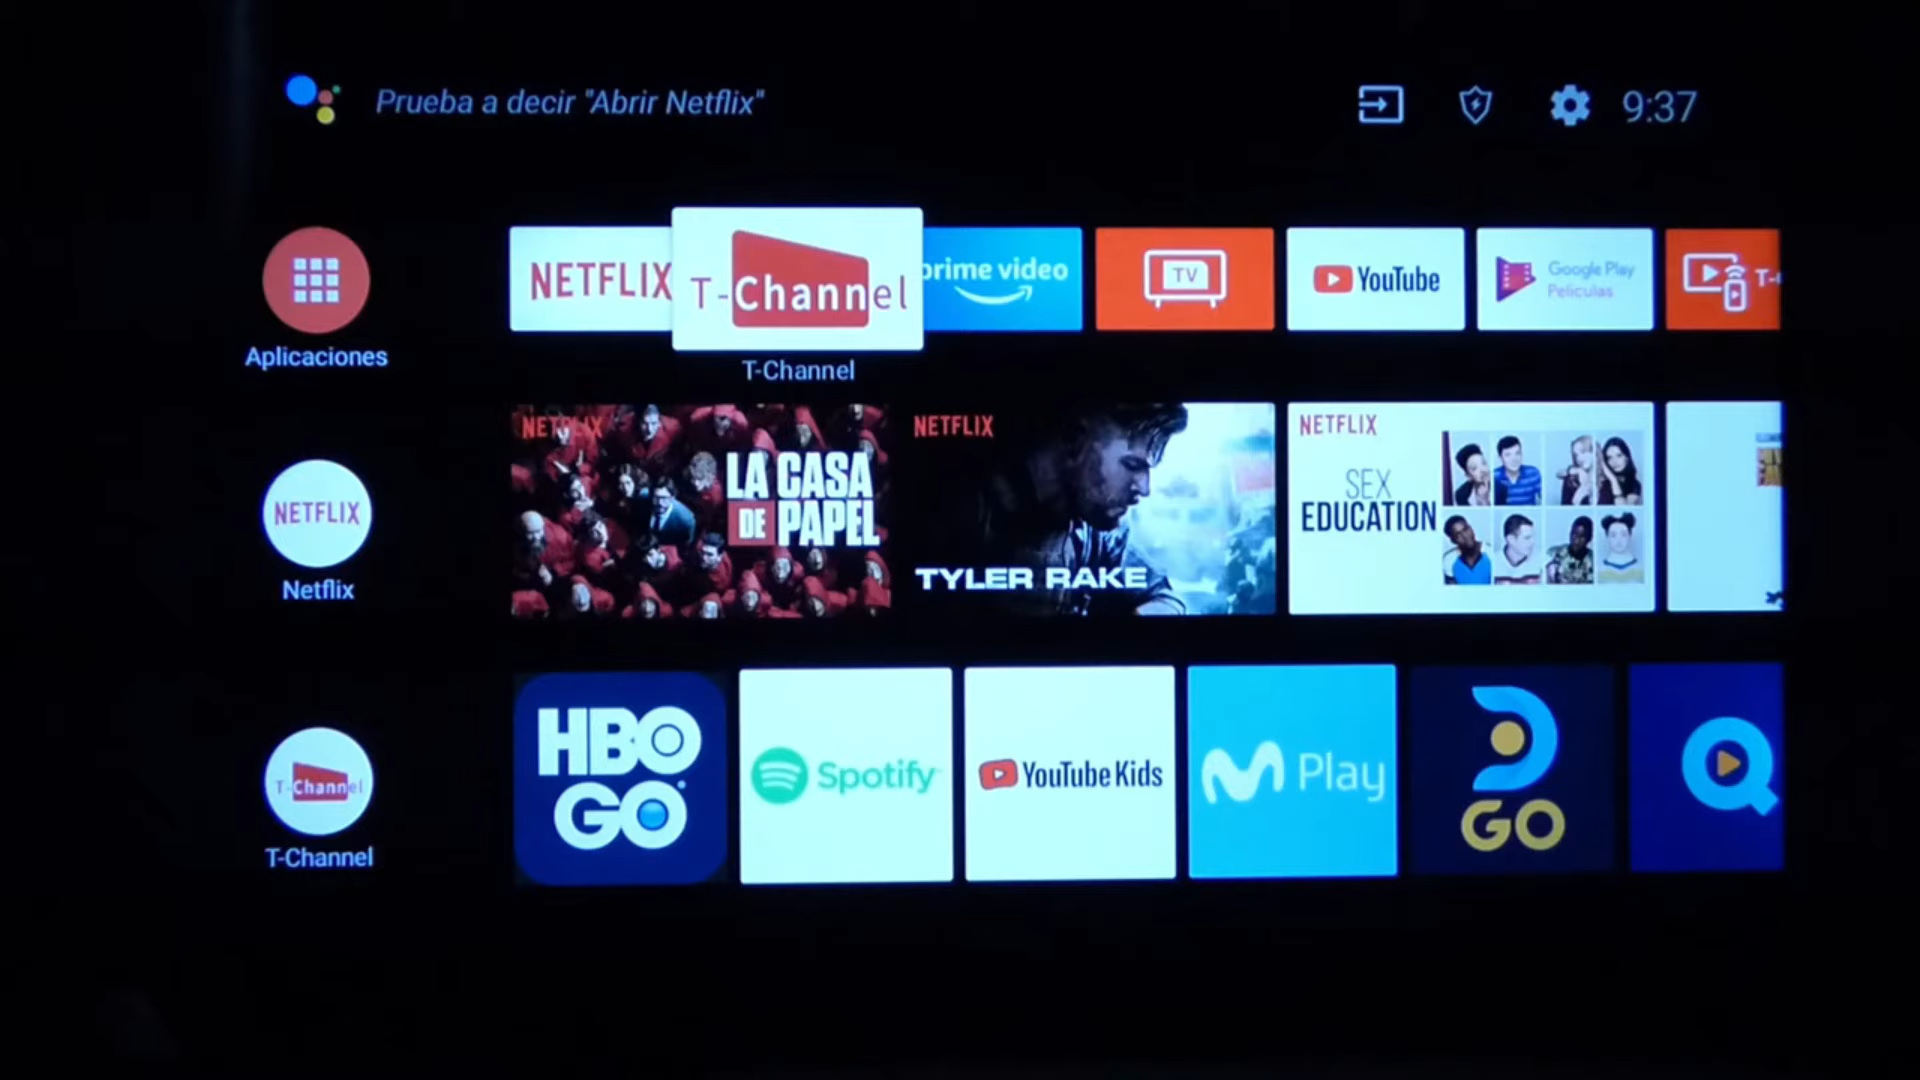 Prueba a decir "Abrir Netflix"
9:37
Aplicaciones
NETFLIX
T-Channel
T-Channel
prime video
TV
YouTube
Google Play
Películas
T-
Netflix
NETFLIX
NETFLIX
LA CASA
DE PAPEL
NETFLIX
TYLER RAKE
NETFLIX
SEX
EDUCATION
T-Channel
T-Channel
HBO
GO
Spotify
YouTube Kids
Play
GO